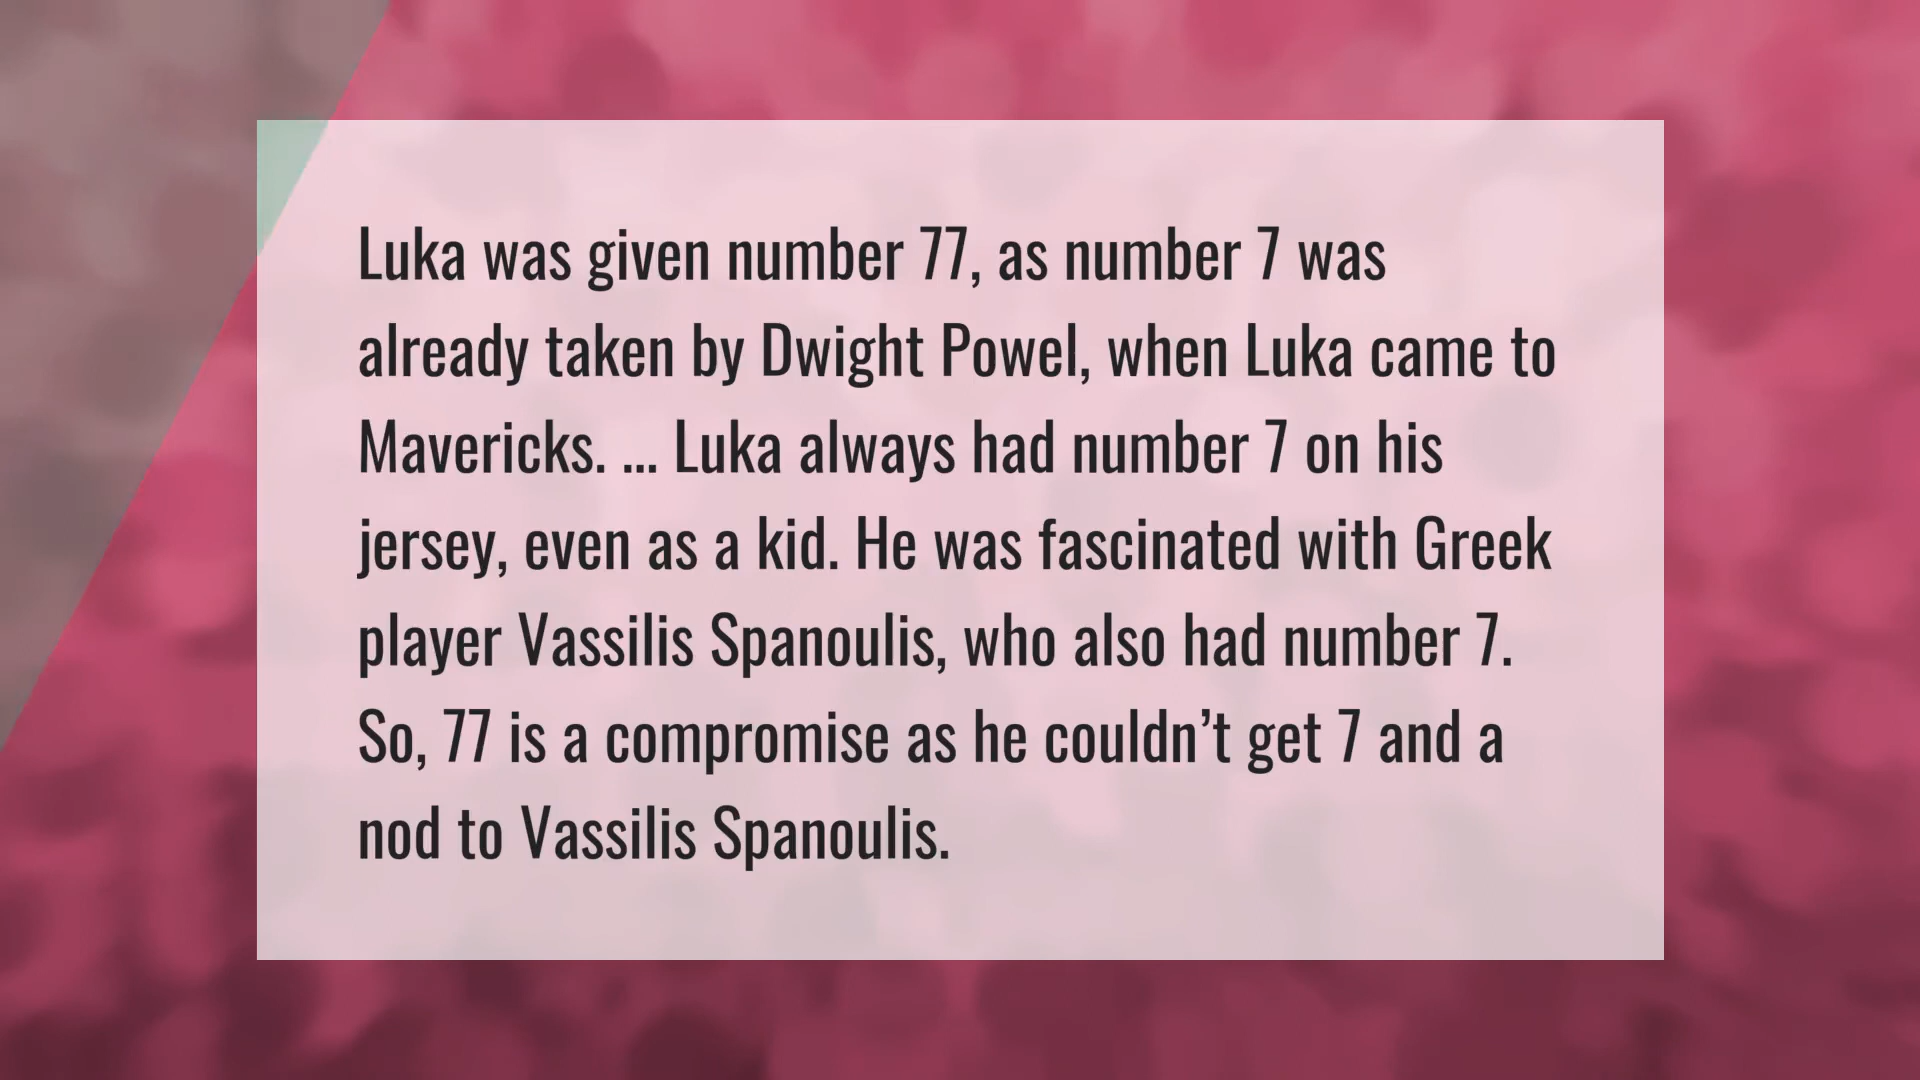 Luka was given number 77, as number 7 was
already taken by Dwight Powel, when Luka came to
Mavericks. ... Luka always had number 7 on his
jersey, even as a kid. He was fascinated with Greek
player Vassilis Spanoulis, who also had number 7.
So, 77 is a compromise as he couldn’t get 7 and a
nod to Vassilis Spanoulis.